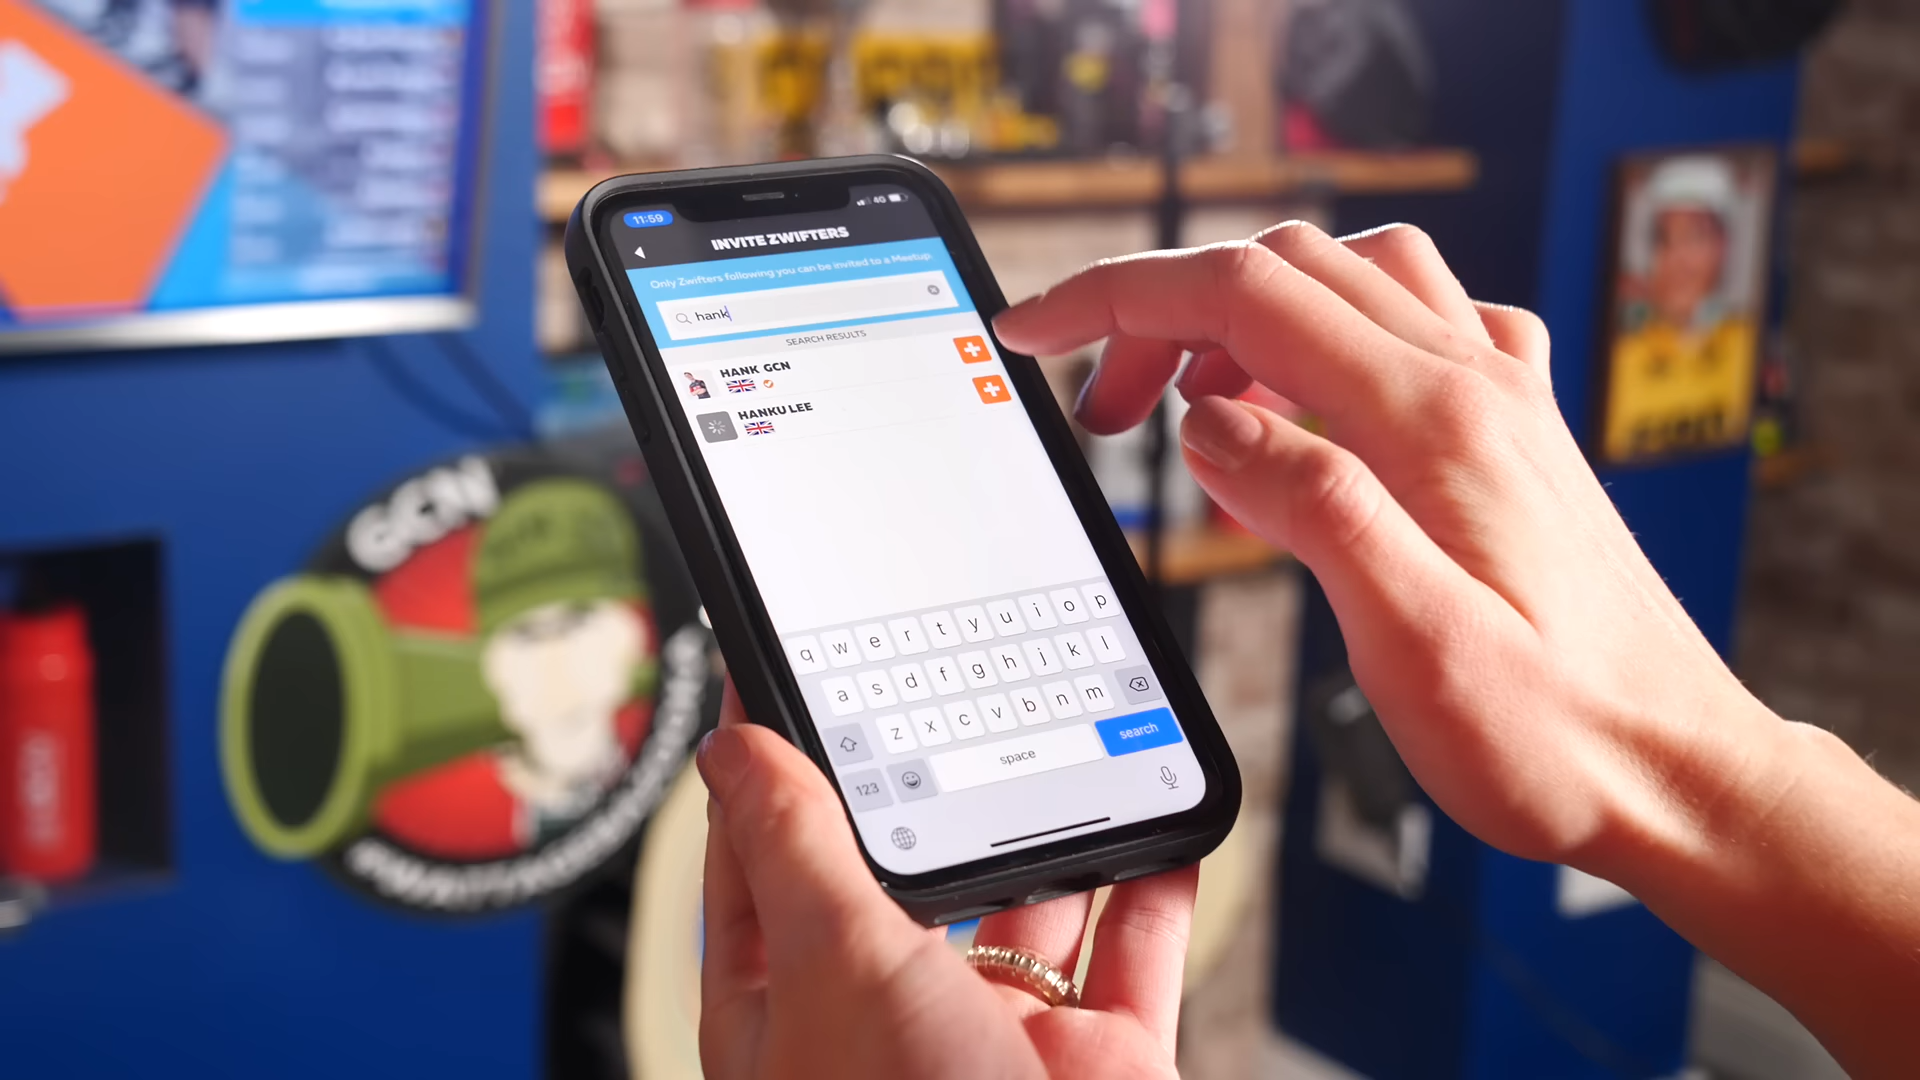 11:59
4G
INVITE ZWIFTERS
Only Zwifters following you can be invited to a Meetup.
hank
SEARCH RESULTS
HANK GCN
HANKU LEE
q w e r t y u i o p
a s d f g h j k l
z x c v b n m
123 space search
GCN